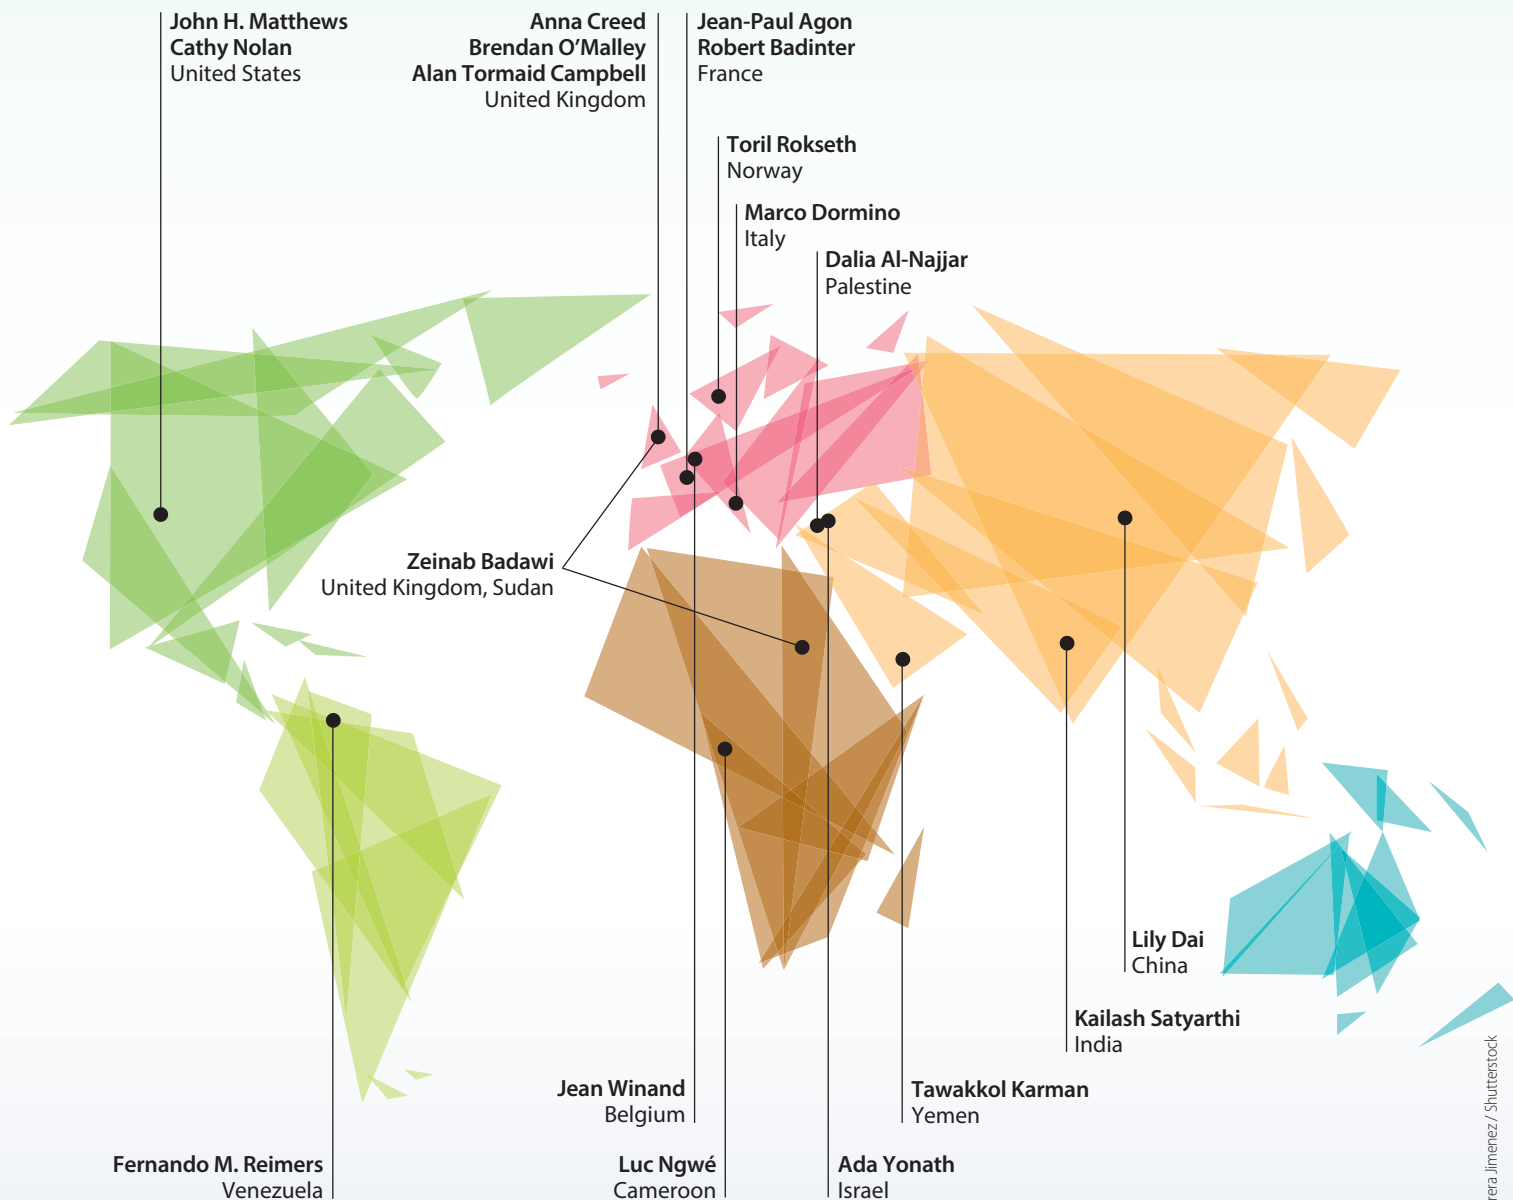 John H. Matthews
Cathy Nolan
United States
Anna Creed
Brendan O’Malley
Alan Tormaid Campbell
United Kingdom
Jean-Paul Agon
Robert Badinter
France
Toril Rokseth
Norway
Marco Dormino
Italy
Dalia Al-Najjar
Palestine
Zeinab Badawi
United Kingdom, Sudan
Lily Dai
China
Kailash Satyarthi
India
Jean Winand
Belgium
Tawakkol Karman
Yemen
Fernando M. Reimers
Venezuela
Luc Ngwé
Cameroon
Ada Yonath
Israel
Jimenez / Shutterstock